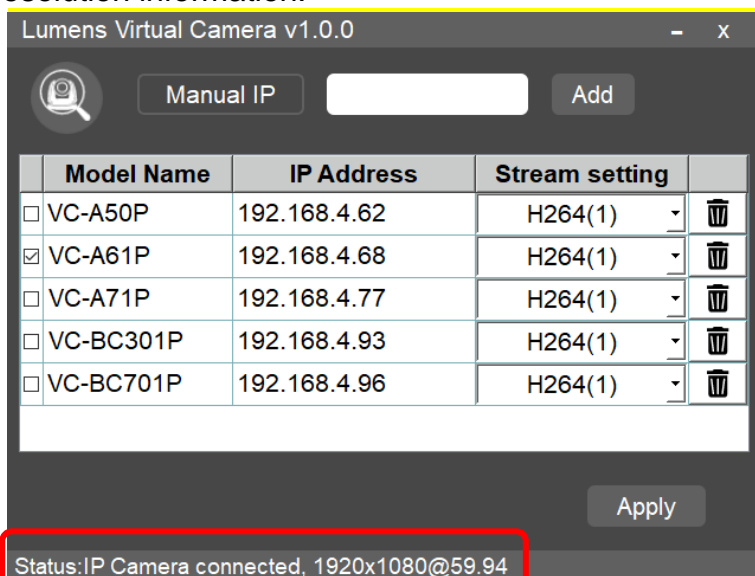 Lumens Virtual Camera v1.0.0 - x
Manual IP Add
Model Name IP Address Stream setting
VC-A50P 192.168.4.62 H264(1)
VC-A61P 192.168.4.68 H264(1)
VC-A71P 192.168.4.77 H264(1)
VC-BC301P 192.168.4.93 H264(1)
VC-BC701P 192.168.4.96 H264(1)
Apply
Status:IP Camera connected, 1920x1080@59.94